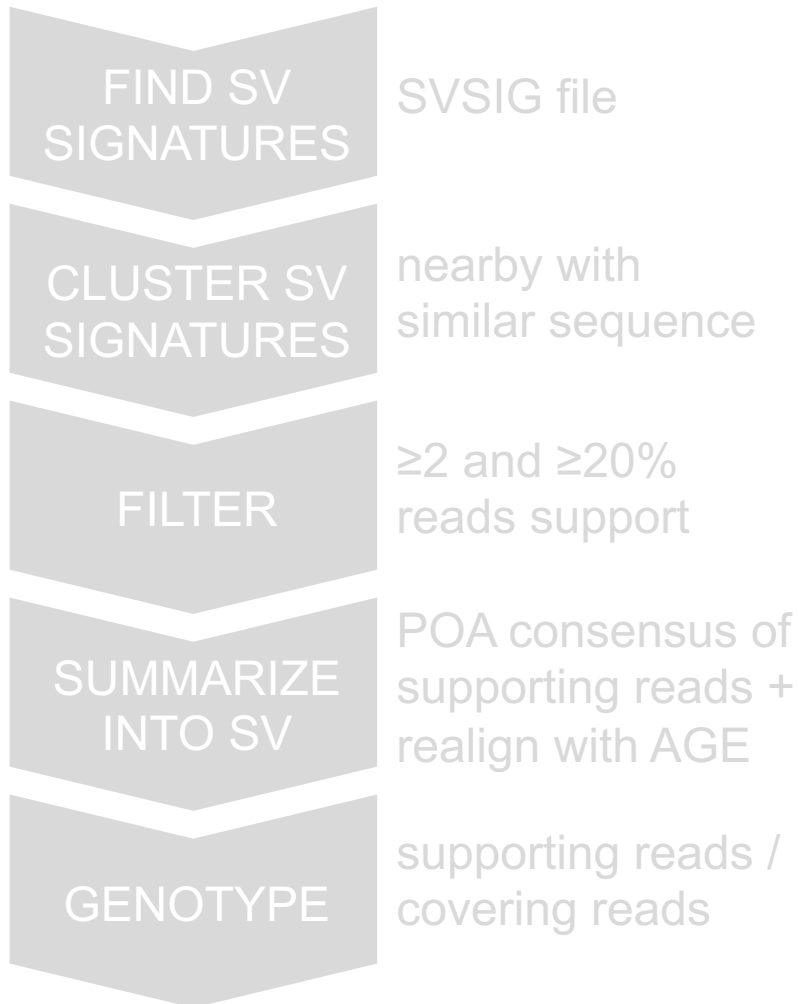 FIND SV
SIGNATURES
SVSIG file
CLUSTER SV
SIGNATURES
nearby with
similar sequence
FILTER
≥2 and ≥20%
reads support
SUMMARIZE
INTO SV
POA consensus of
supporting reads +
realign with AGE
GENOTYPE
supporting reads /
covering reads